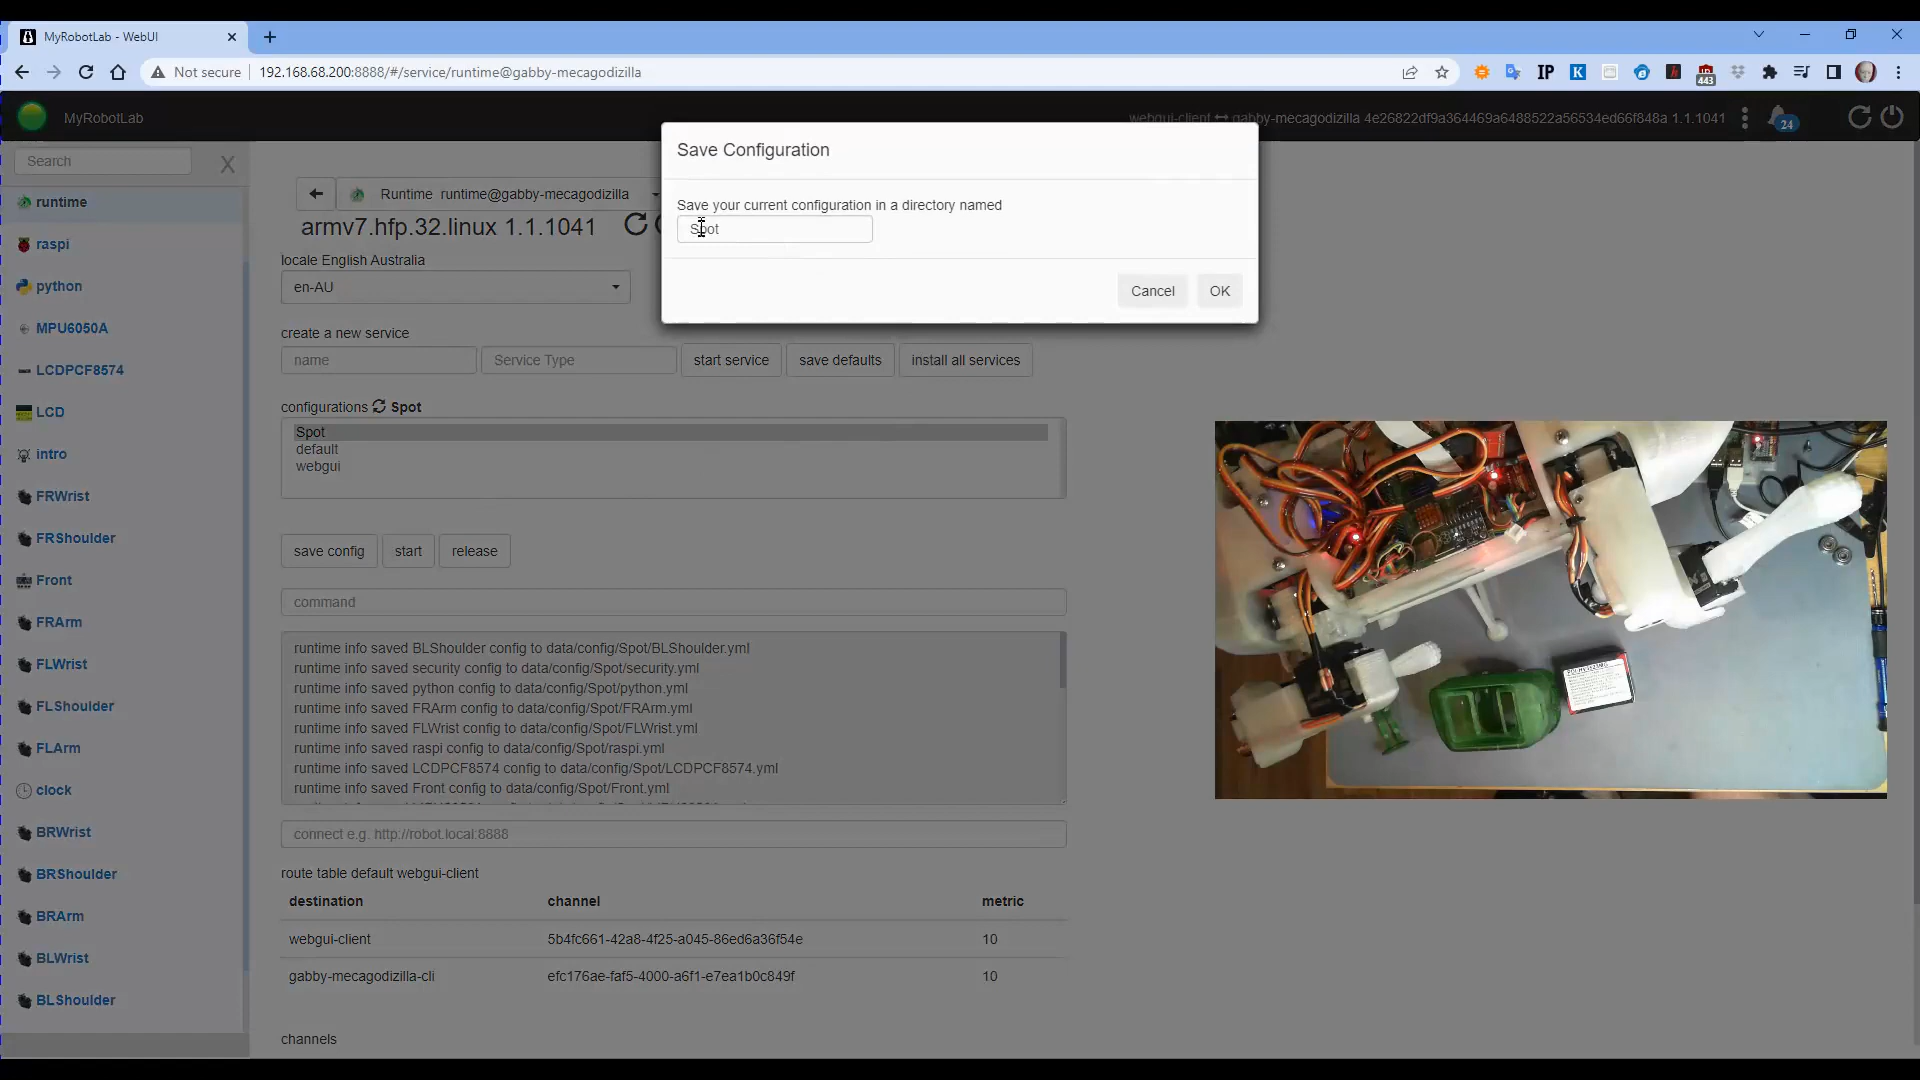 MyRobotLab - WebUI
Not secure
192.168.68.200:8888/#/service/runtime@gabby-mecagodizilla
IP
K
h
443
MyRobotLab
webgui-client ↔ gabby-mecagodizilla 4e26822df9a364469a6488522a56534ed66f848a 1.1.1041
24
Search
X
runtime
raspi
python
MPU6050A
LCDPCF8574
LCD
intro
FRWrist
FRShoulder
Front
FRArm
FLWrist
FLShoulder
FLArm
clock
BRWrist
BRShoulder
BRArm
BLWrist
BLShoulder
Save Configuration
Save your current configuration in a directory named
Spot
Cancel
OK
Runtime runtime@gabby-mecagodizilla
armv7.hfp.32.linux 1.1.1041
locale English Australia
en-AU
create a new service
name
Service Type
start service
save defaults
install all services
configurations Spot
Spot
default
webgui
save config
start
release
command
runtime info saved BLShoulder config to data/config/Spot/BLShoulder.yml
runtime info saved security config to data/config/Spot/security.yml
runtime info saved python config to data/config/Spot/python.yml
runtime info saved FRArm config to data/config/Spot/FRArm.yml
runtime info saved FLWrist config to data/config/Spot/FLWrist.yml
runtime info saved raspi config to data/config/Spot/raspi.yml
runtime info saved LCDPCF8574 config to data/config/Spot/LCDPCF8574.yml
runtime info saved Front config to data/config/Spot/Front.yml
connect e.g. http://robot.local:8888
route table default webgui-client
destination channel metric
webgui-client 5b4fc661-42a8-4f25-a045-86ed6a36f54e 10
gabby-mecagodizilla-cli efc176ae-faf5-4000-a6f1-e7ea1b0c849f 10
channels